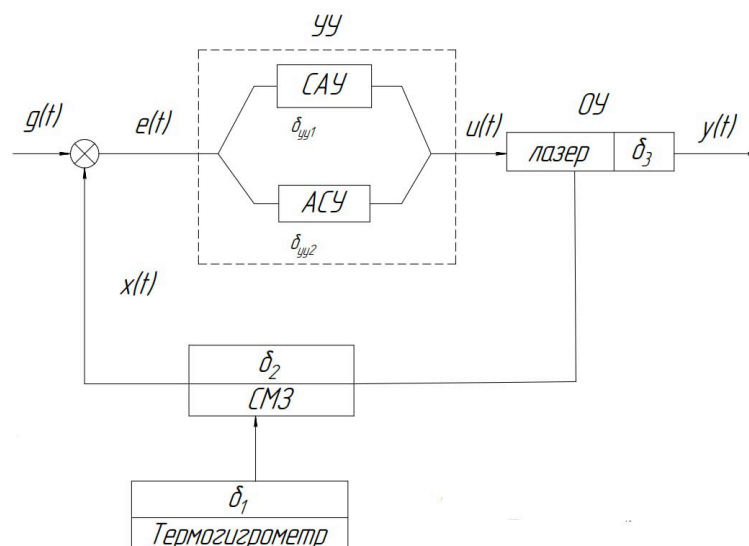 УУ
САУ
δуу1
g(t)
e(t)
u(t)
ОУ
лазер
δ3
y(t)
АСУ
δуу2
x(t)
δ2
СМЗ
δ1
Термогигрометр